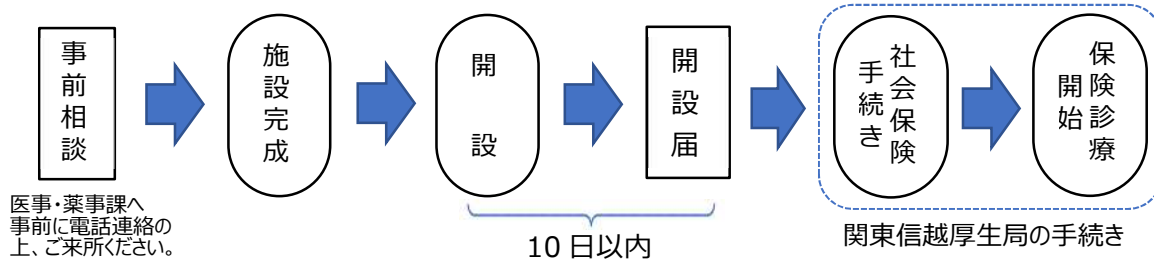 事前相談
施設完成
開設
開設届
社会保険
手続き
保険診療
開始
医事・薬事課へ
事前に電話連絡の
上、ご来所ください。
10 日以内
関東信越厚生局の手続き